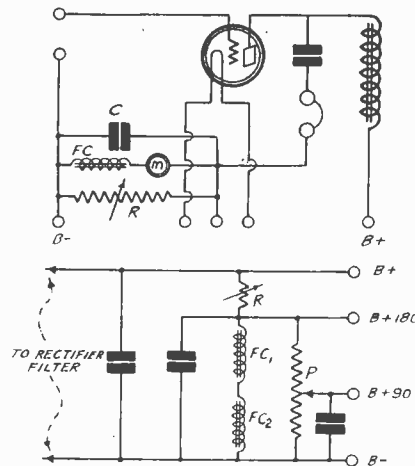 C
FC
m
R
B-
B+
B+
R
B+180
FC1
P
TO RECTIFIER
FILTER
B+90
FC2
B-